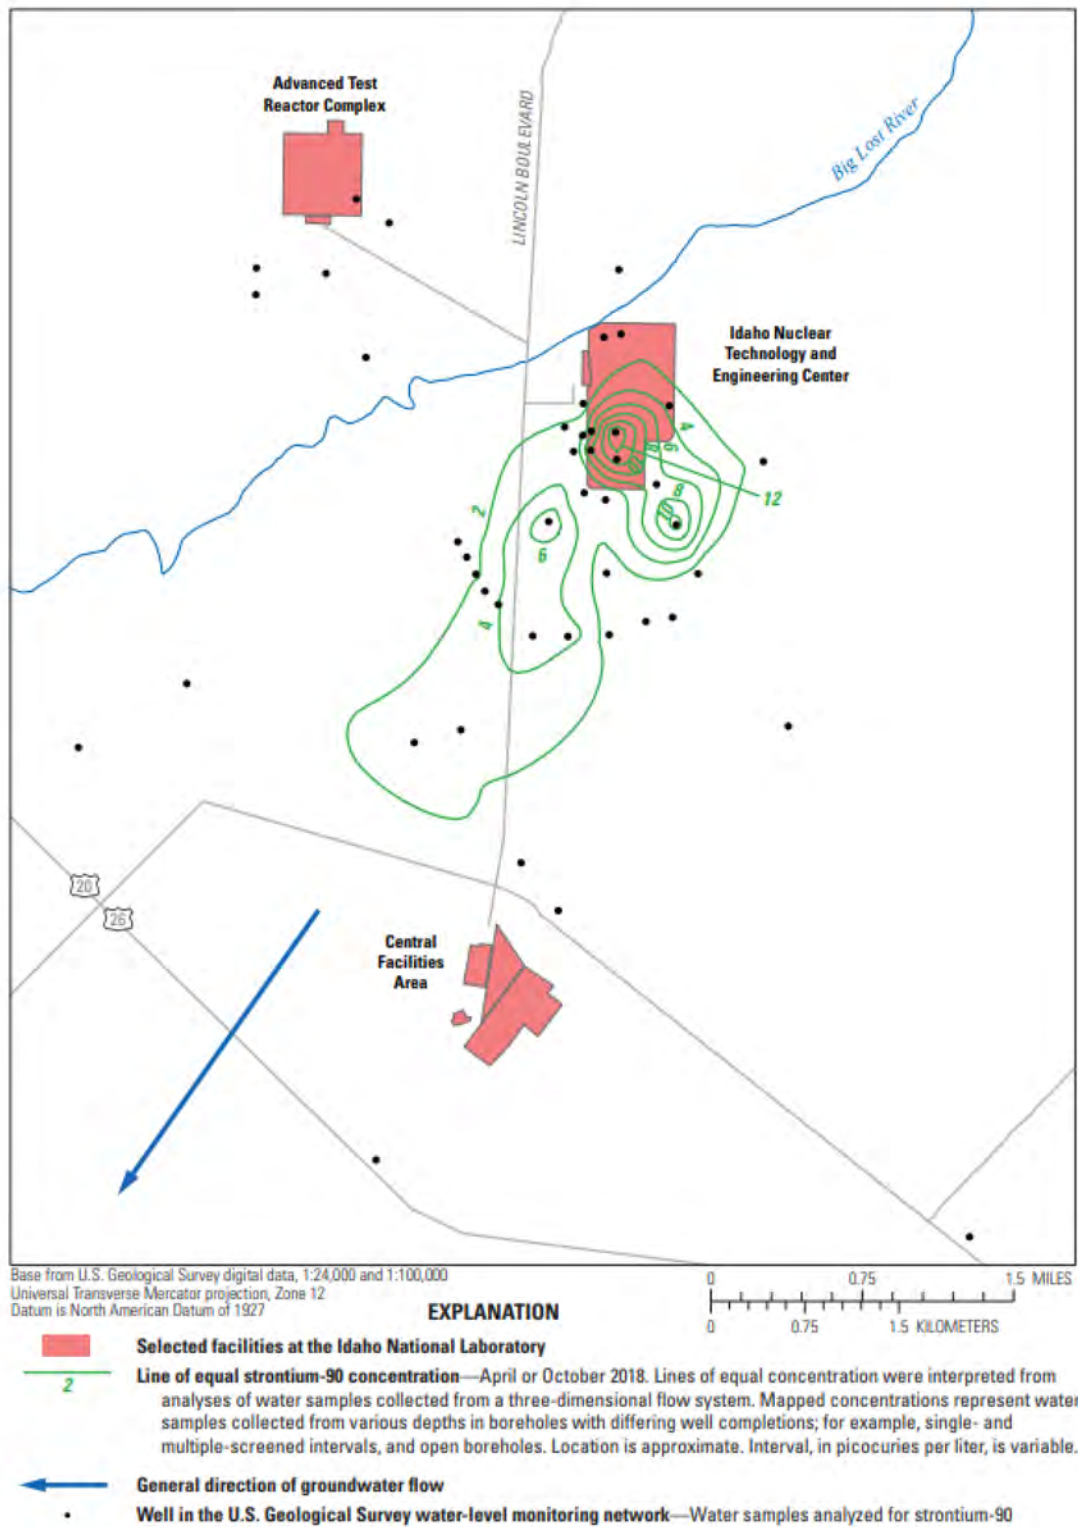 Advanced Test
Reactor Complex
LINCOLN BOULEVARD
Big Lost River
Idaho Nuclear
Technology and
Engineering Center
4
6
8
10
12
8
10
2
6
4
20
26
Central
Facilities
Area
Base from U.S. Geological Survey digital data, 1:24,000 and 1:100,000
Universal Transverse Mercator projection, Zone 12
Datum is North American Datum of 1927
0 0.75 1.5 MILES
0 0.75 1.5 KILOMETERS
EXPLANATION
Selected facilities at the Idaho National Laboratory
2
Line of equal strontium-90 concentration—April or October 2018. Lines of equal concentration were interpreted from
analyses of water samples collected from a three-dimensional flow system. Mapped concentrations represent water
samples collected from various depths in boreholes with differing well completions; for example, single- and
multiple-screened intervals, and open boreholes. Location is approximate. Interval, in picocuries per liter, is variable.
General direction of groundwater flow
Well in the U.S. Geological Survey water-level monitoring network—Water samples analyzed for strontium-90